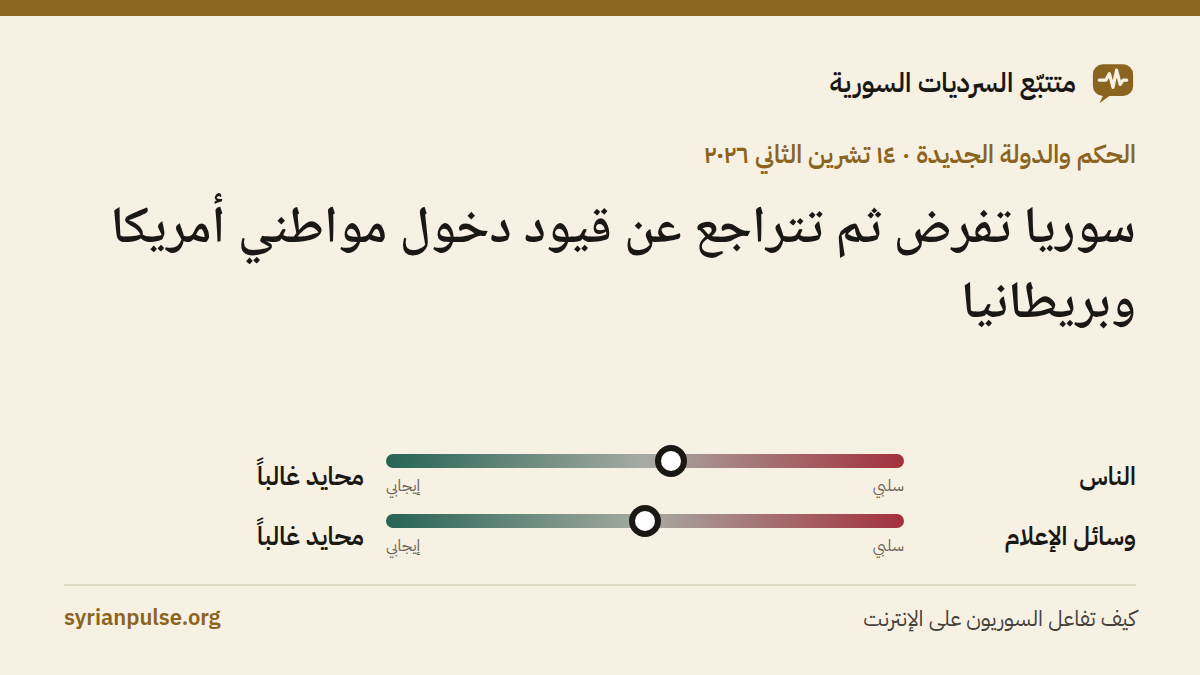 متتبّع السرديات السورية
الحكم والدولة الجديدة · ١٤ تشرين الثاني ٢٠٢٦
سوريا تفرض ثم تتراجع عن قيود دخول مواطني أمريكا
وبريطانيا
الناس
سلبي
إيجابي
محايد غالباً
وسائل الإعلام
سلبي
إيجابي
محايد غالباً
كيف تفاعل السوريون على الإنترنت
syrianpulse.org